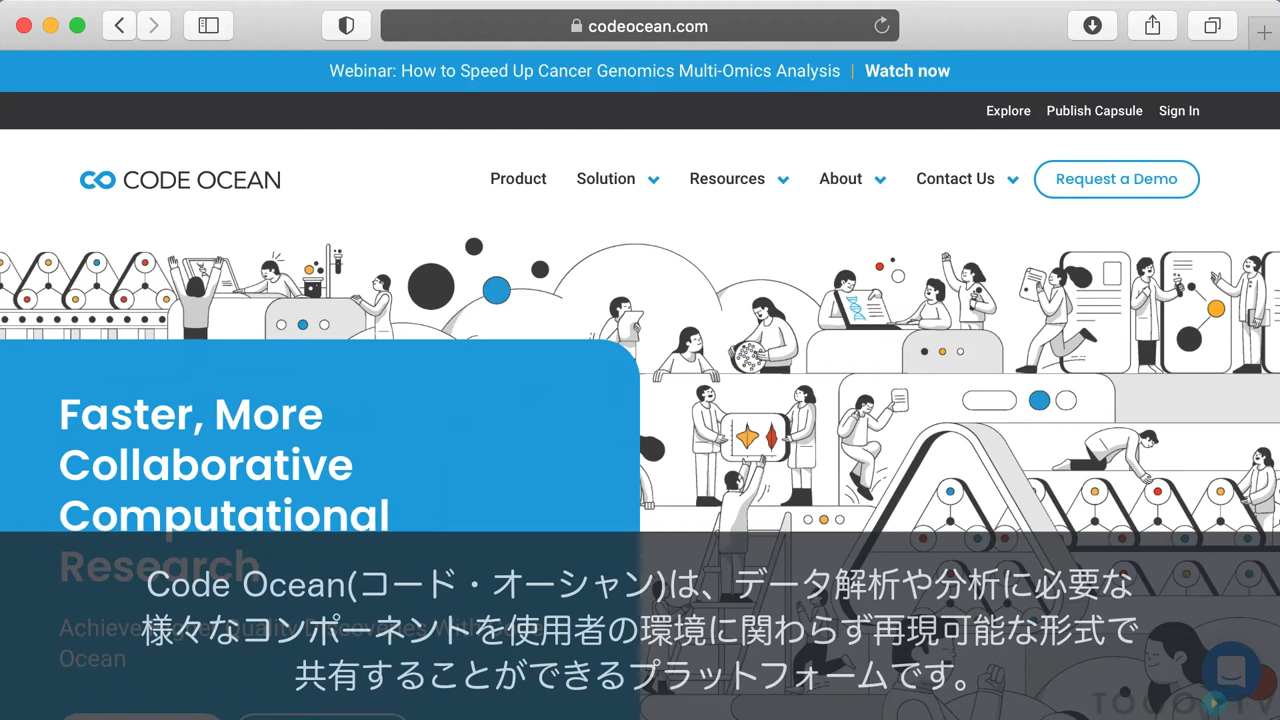 codeocean.com
Webinar: How to Speed Up Cancer Genomics Multi-Omics Analysis | Watch now
Explore Publish Capsule Sign In
CODE OCEAN
Product Solution Resources About Contact Us Request a Demo
Faster, More
Collaborative
Computational
Research
Code Ocean(コード・オーシャン)は、データ解析や分析に必要な
様々なコンポーネントを使用者の環境に関わらず再現可能な形式で
共有することができるプラットフォームです。
Achieve
Ocean
TOGO TV